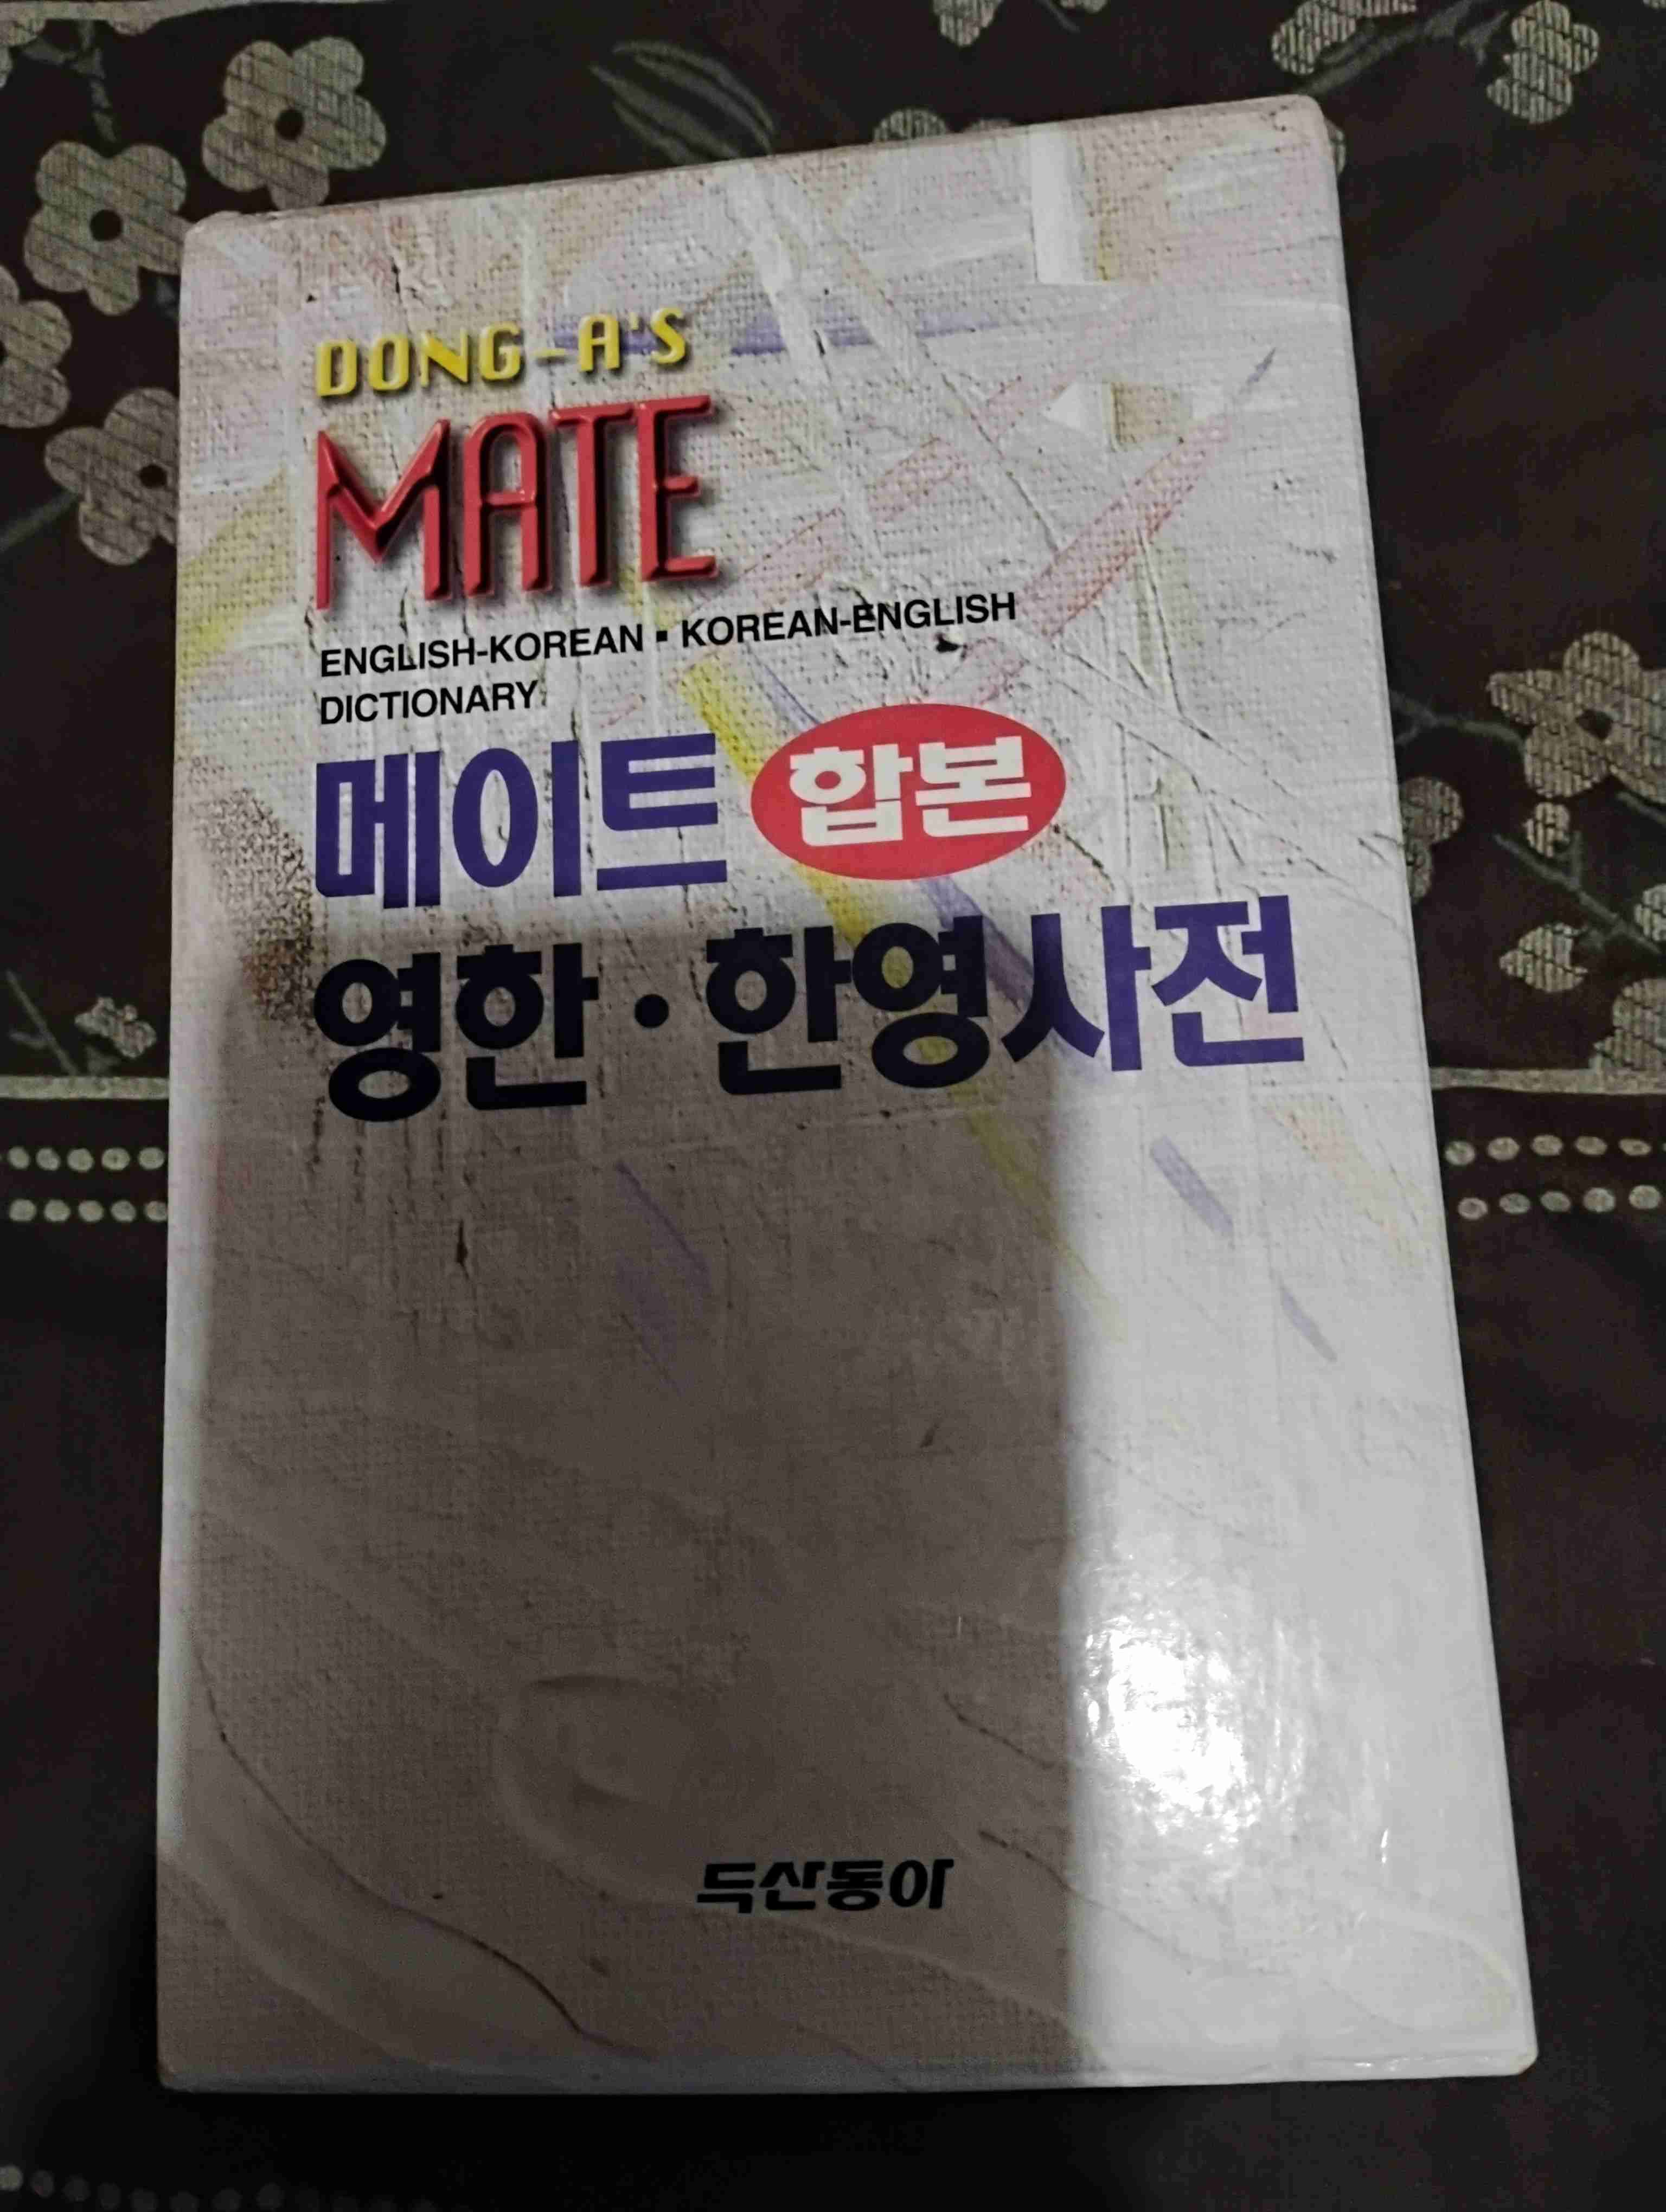 DONG-A'S
MATE
ENGLISH-KOREAN ▪ KOREAN-ENGLISH
DICTIONARY
메이트 합본
영한·한영사전
두산동아